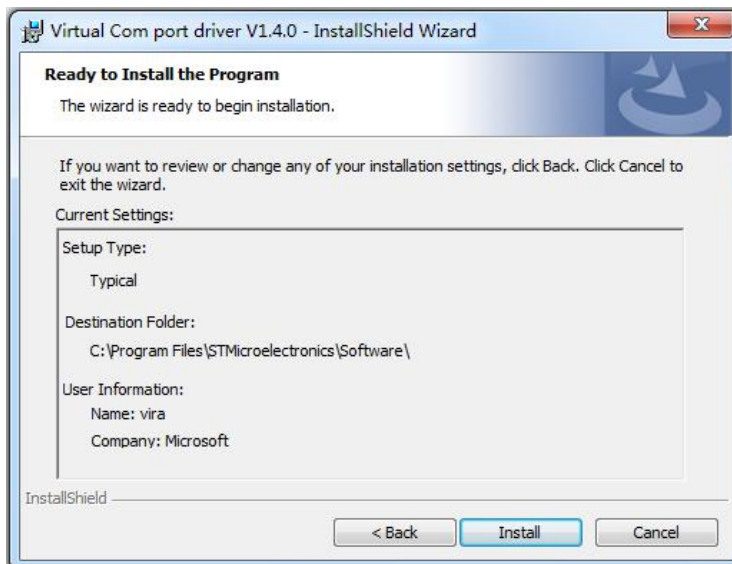 Virtual Com port driver V1.4.0 - InstallShield Wizard
Ready to Install the Program
The wizard is ready to begin installation.
If you want to review or change any of your installation settings, click Back. Click Cancel to
exit the wizard.
Current Settings:
Setup Type:
Typical
Destination Folder:
C:\Program Files\STMicroelectronics\Software\
User Information:
Name: vira
Company: Microsoft
InstallShield
< Back
Install
Cancel